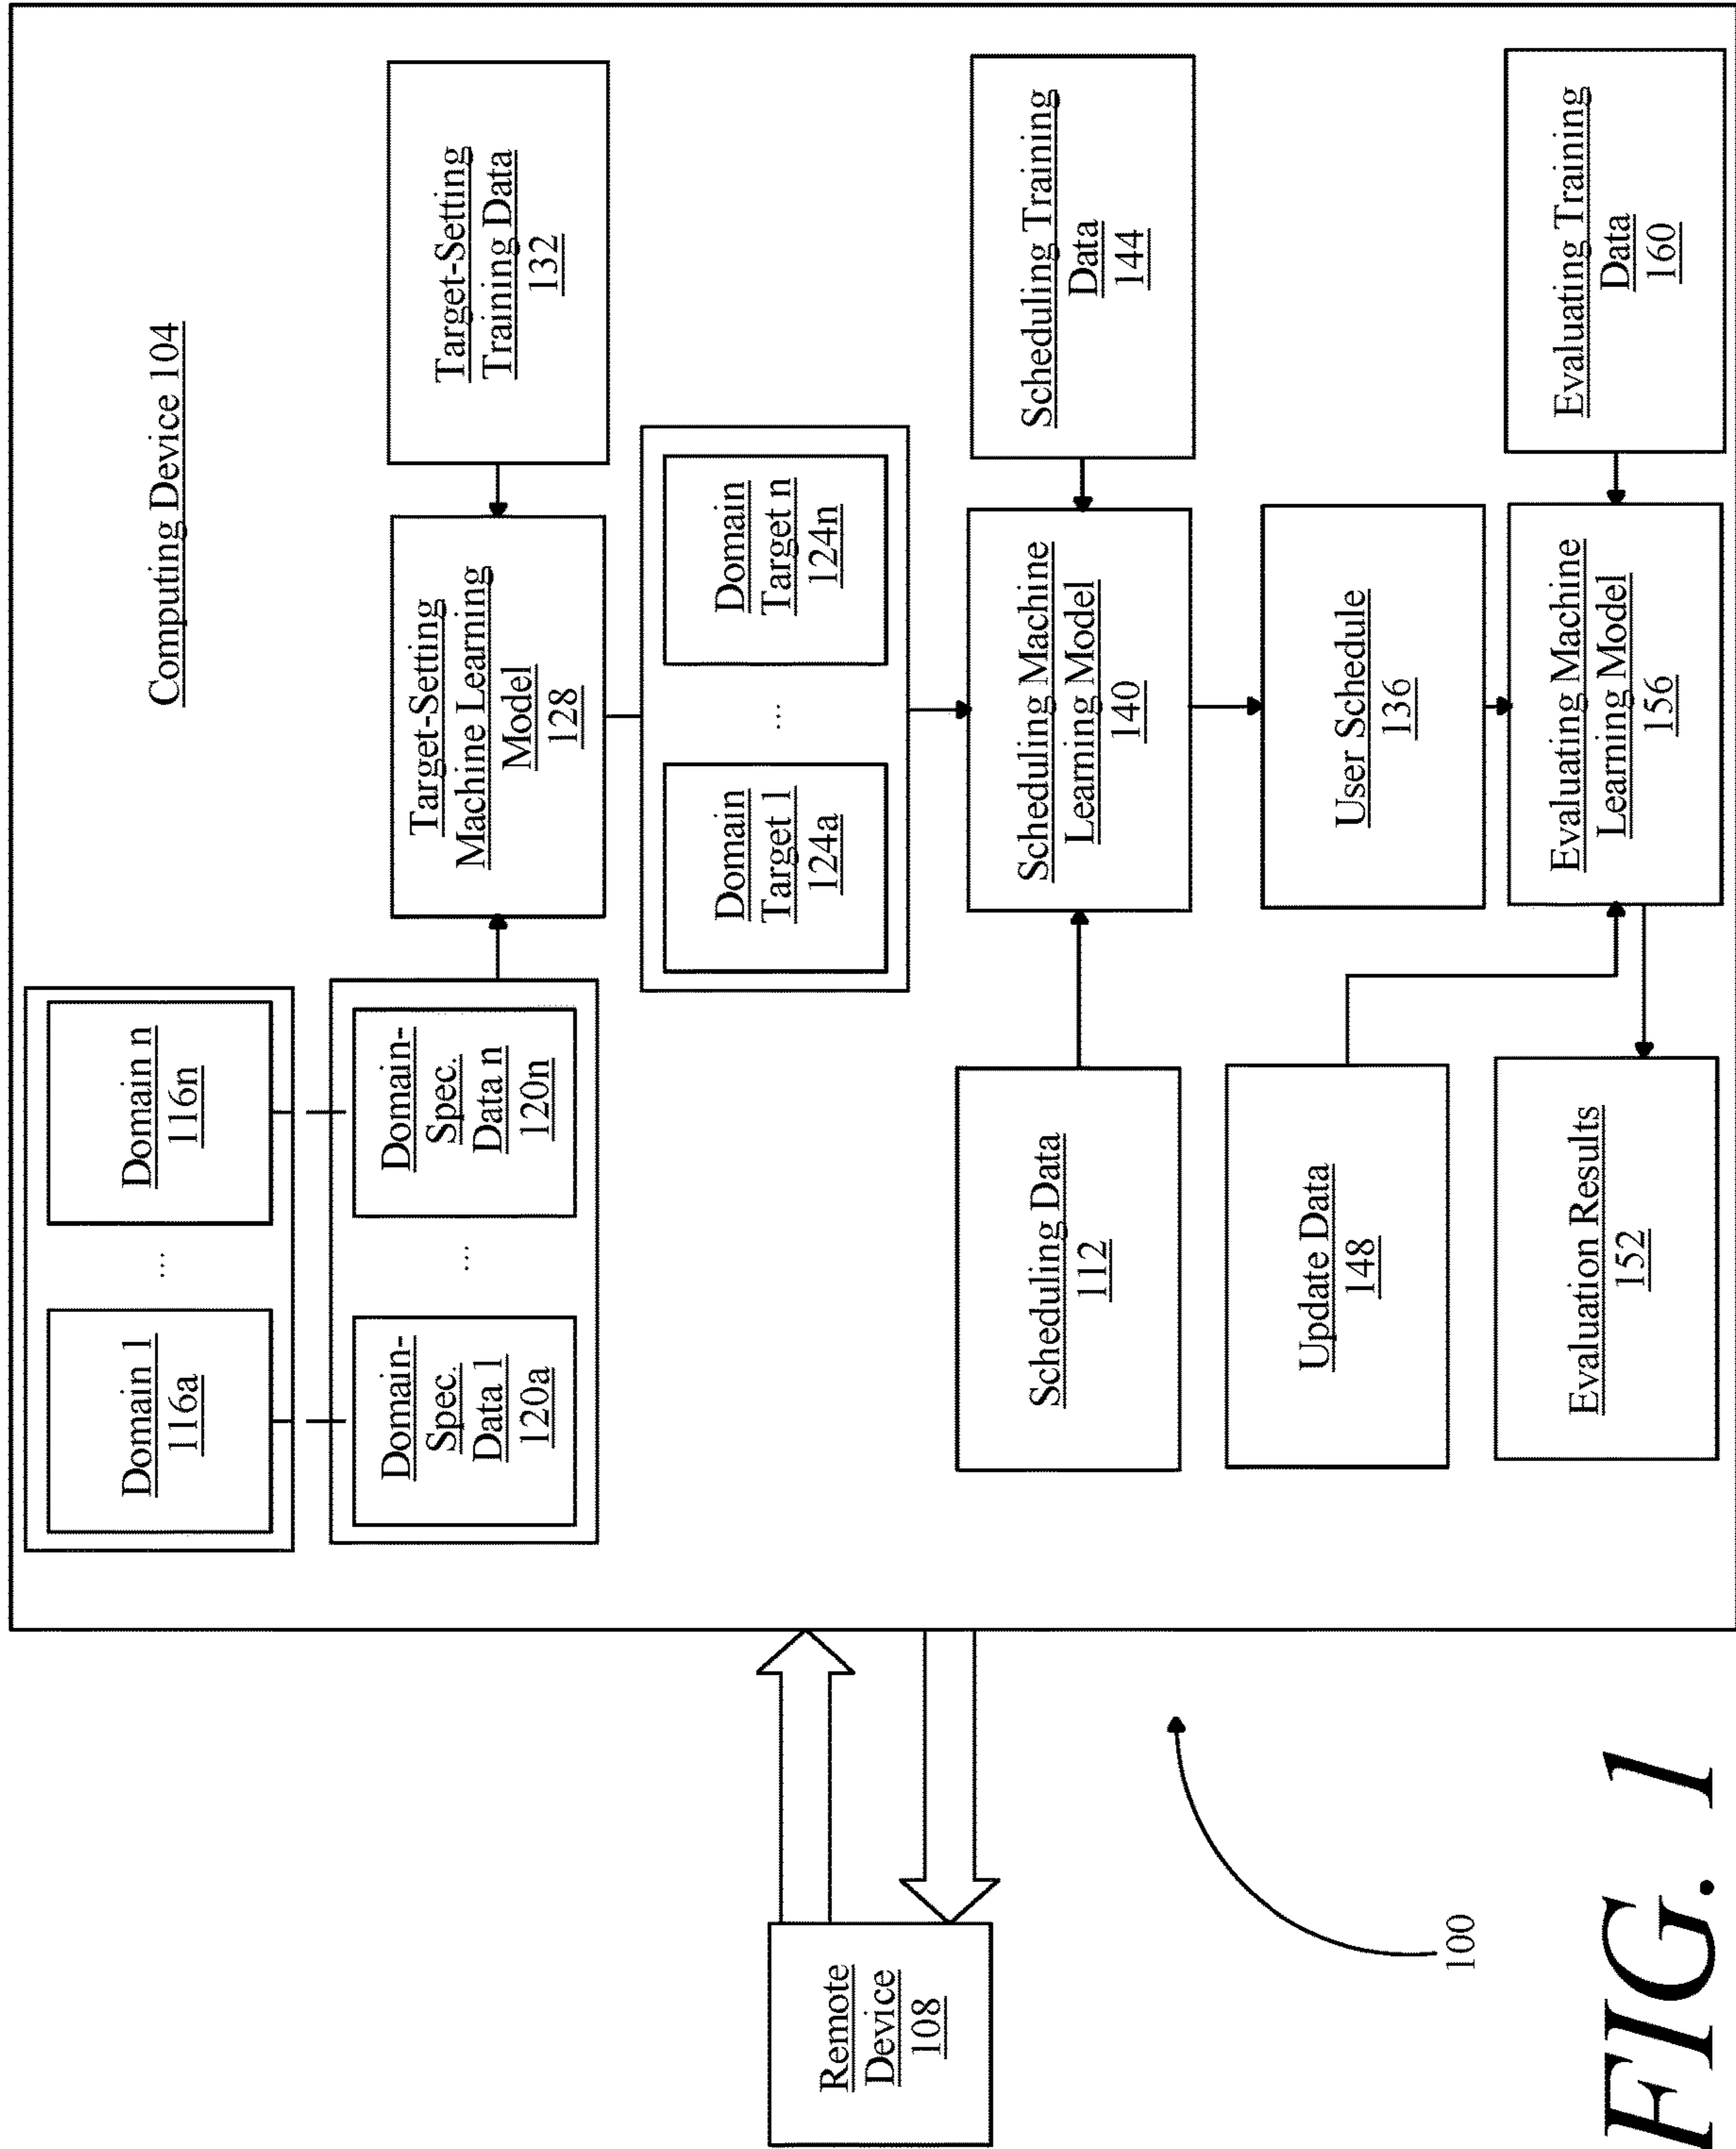 Computing Device 104
Domain 1
116a
...
Domain n
116n
Domain-
Spec.
Data 1
120a
...
Domain-
Spec.
Data n
120n
Target-Setting
Machine Learning
Model
128
Target-Setting
Training Data
132
Domain
Target 1
124a
...
Domain
Target n
124n
Remote
Device
108
Scheduling Data
112
Scheduling Machine
Learning Model
140
Scheduling Training
Data
144
Update Data
148
User Schedule
136
Evaluation Results
152
Evaluating Machine
Learning Model
156
Evaluating Training
Data
160
100
FIG. 1